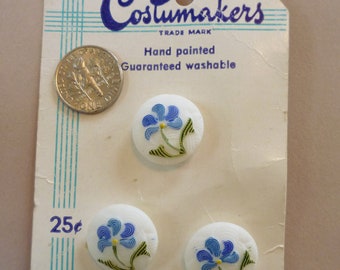 Costumakers
TRADE MARK
Hand painted
Guaranteed washable
25¢